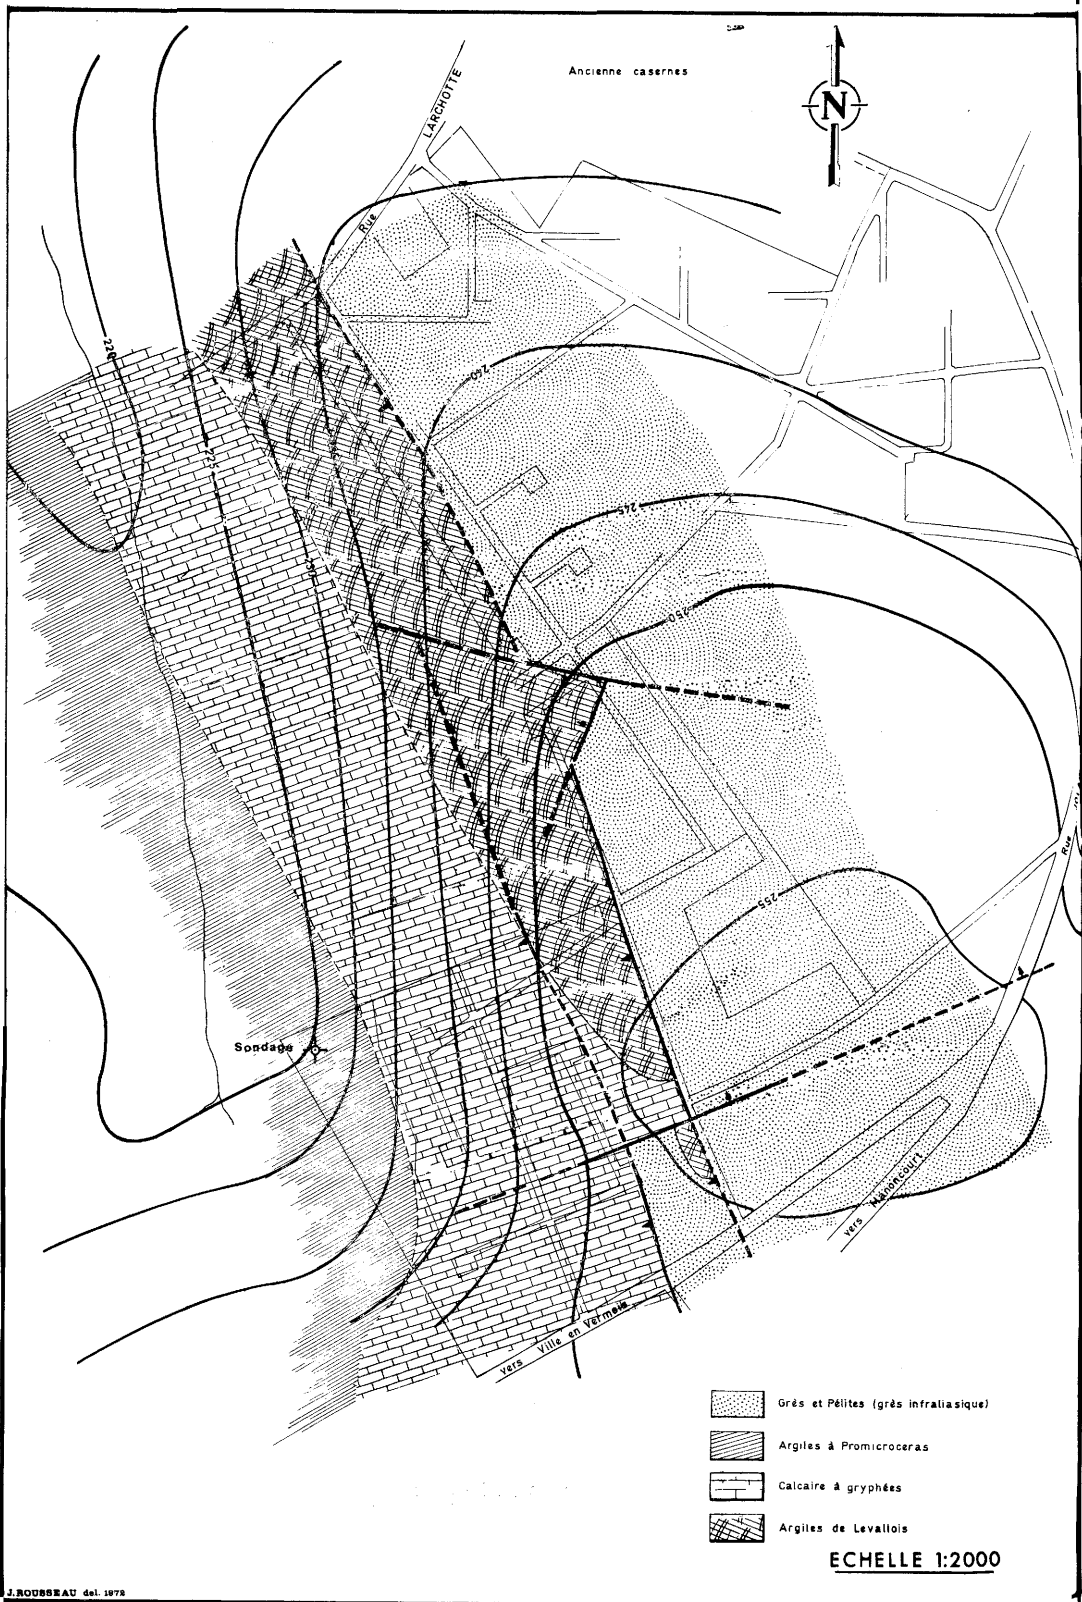 Ancienne casernes
N
Rue LARCHOTTE
225
230
240
245
250
255
Rue
Sondage
vers Manoncourt
vers Ville en Vermois
Grès et Pélites (grès infraliasique)
Argiles à Promicroceras
Calcaire à gryphées
Argiles de Levallois
ECHELLE 1:2000
J. ROUSSEAU del. 1972